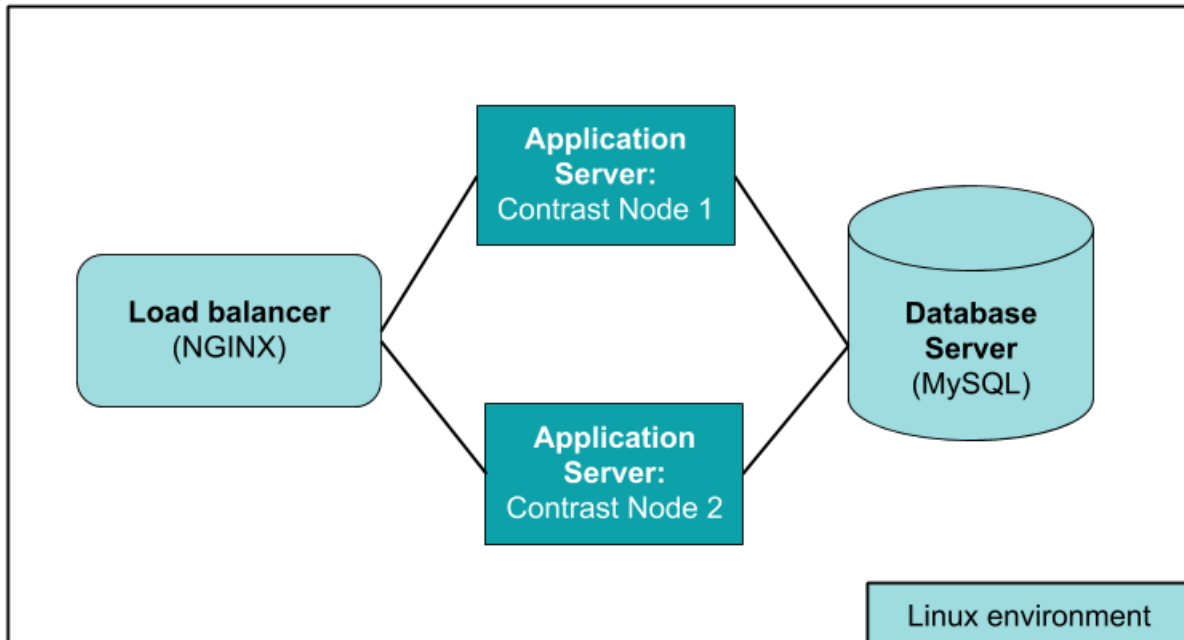 Application
Server:
Contrast Node 1
Load balancer
(NGINX)
Database
Server
(MySQL)
Application
Server:
Contrast Node 2
Linux environment